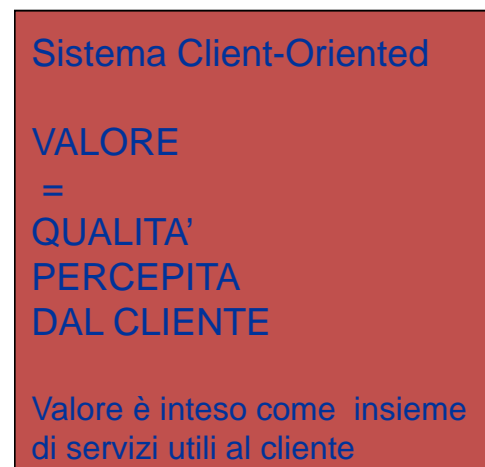 Sistema Client-Oriented
VALORE
=
QUALITA’
PERCEPITA
DAL CLIENTE
Valore è inteso come insieme
di servizi utili al cliente